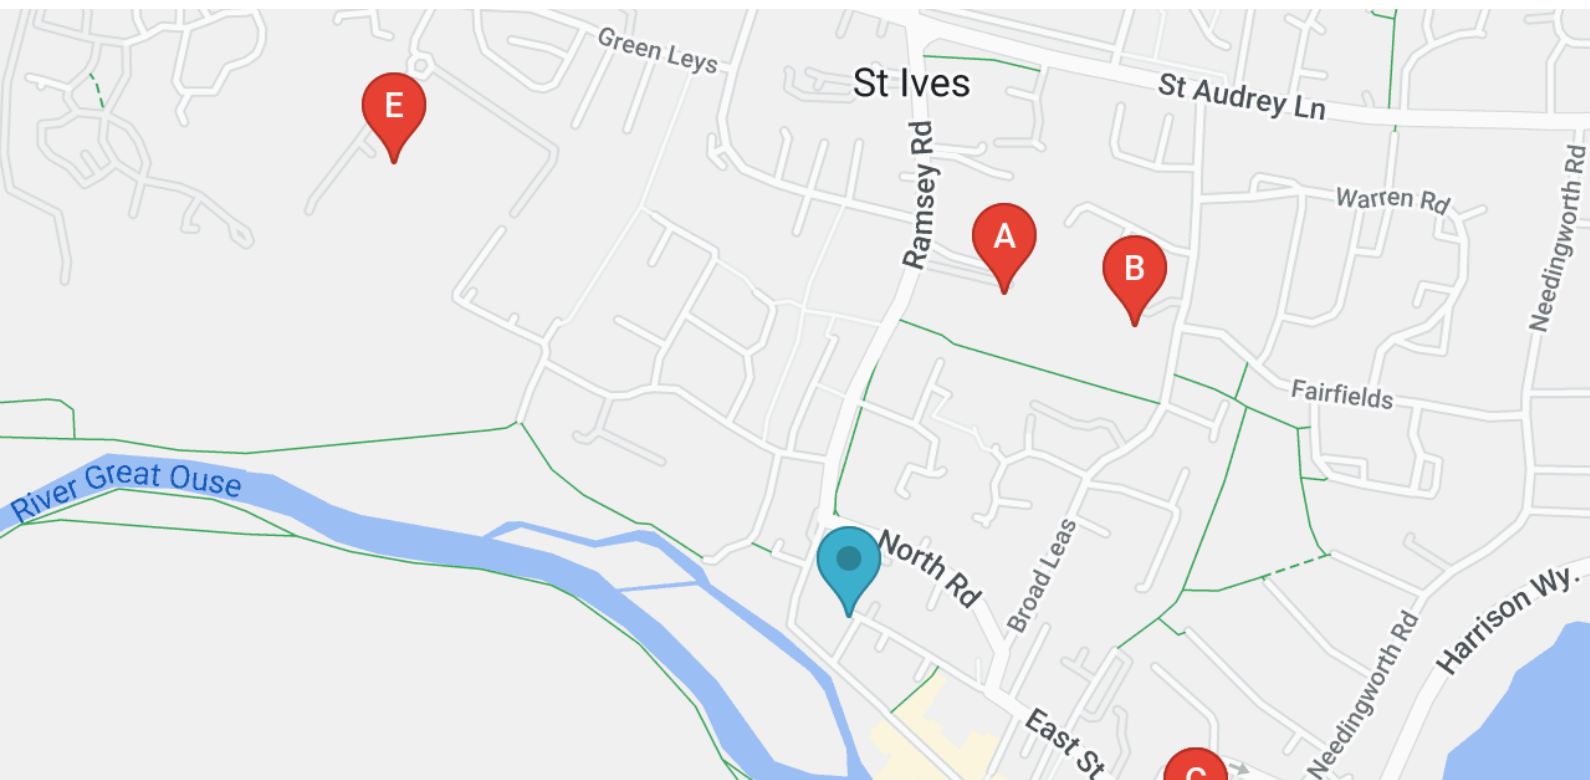 Green Leys
E
St Ives
St Audrey Ln
Ramsey Rd
Needingworth Rd
Warren Rd
A
B
Fairfields
River Great Ouse
North Rd
Broad Leas
Harrison Wy.
Needingworth Rd
East St
C